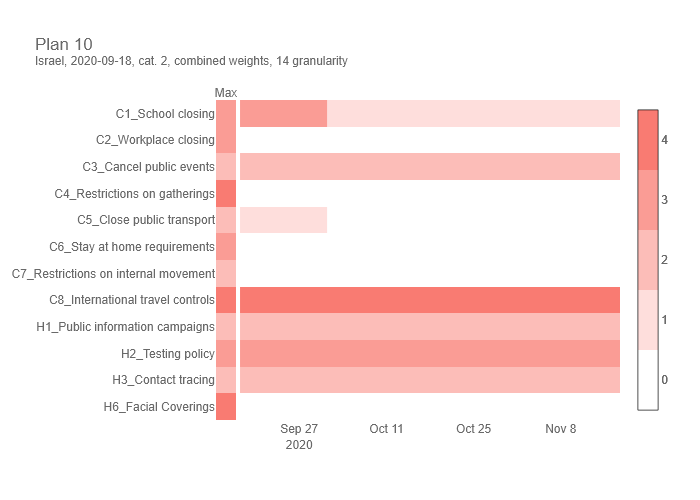 Plan 10
Israel, 2020-09-18, cat. 2, combined weights, 14 granularity
Max
C1_School closing
C2_Workplace closing
C3_Cancel public events
C4_Restrictions on gatherings
C5_Close public transport
C6_Stay at home requirements
C7_Restrictions on internal movement
C8_International travel controls
H1_Public information campaigns
H2_Testing policy
H3_Contact tracing
H6_Facial Coverings
4
3
2
1
0
Sep 27 Oct 11 Oct 25 Nov 8
2020